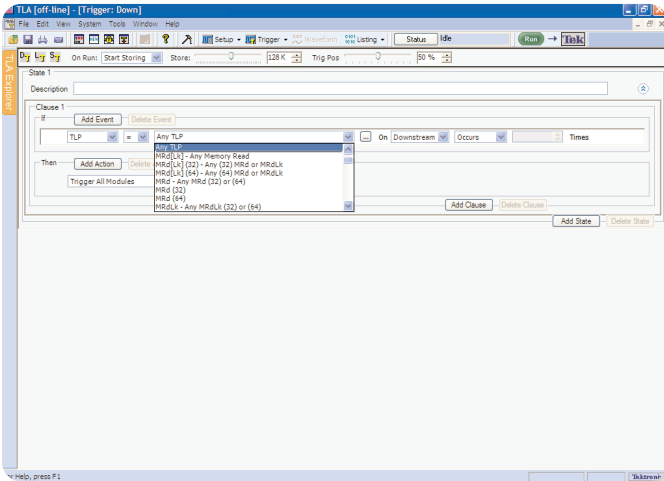 TLA [off-line] - [Trigger: Down]
File Edit View System Tools Window Help
Setup Trigger Waveform Listing Status Idle Run Tek
TLA Explorer
On Run: Start Storing Store: 128 K Trig Pos 50 %
State 1
Description
Clause 1
If Add Event Delete Event
TLP = Any TLP ... On Downstream Occurs Times
Any TLP
MRd[Lk] - Any Memory Read
MRd[Lk] (32) - Any (32) MRd or MRdLk
MRd[Lk] (64) - Any (64) MRd or MRdLk
MRd - Any MRd (32) or (64)
MRd (32)
MRd (64)
MRdLk - Any MRdLk (32) or (64)
Then Add Action Delete
Trigger All Modules
Add Clause Delete Clause
Add State Delete State
Help, press F1